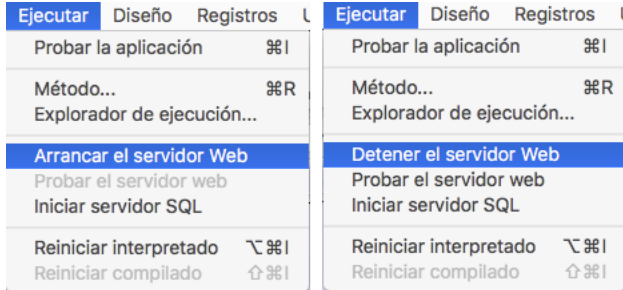 Ejecutar Diseño Registros
Probar la aplicación ⌘I
Método... ⌘R
Explorador de ejecución...
Arrancar el servidor Web
Probar el servidor web
Iniciar servidor SQL
Reiniciar interpretado ⌥⌘I
Reiniciar compilado ⇧⌘I
Ejecutar Diseño Registros
Probar la aplicación ⌘I
Método... ⌘R
Explorador de ejecución...
Detener el servidor Web
Probar el servidor web
Iniciar servidor SQL
Reiniciar interpretado ⌥⌘I
Reiniciar compilado ⇧⌘I